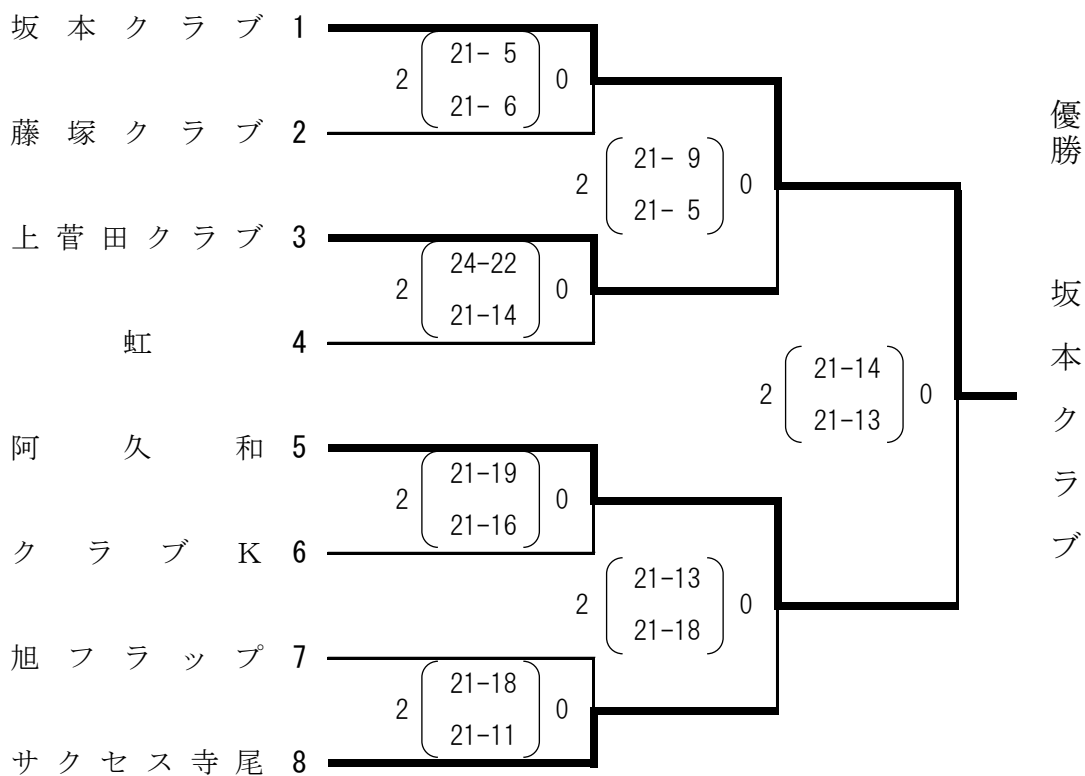 坂本クラブ 1
21- 5
2 0
21- 6
藤塚クラブ 2
優勝
21- 9
2 0
21- 5
上菅田クラブ 3
24-22
2 0
21-14
虹 4
坂本クラブ
21-14
2 0
21-13
阿久和 5
21-19
2 0
21-16
クラブK 6
21-13
2 0
21-18
旭フラップ 7
21-18
2 0
21-11
サクセス寺尾 8